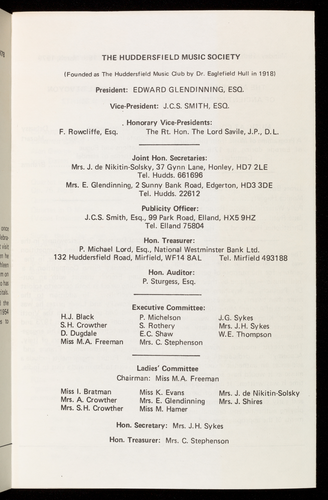 THE HUDDERSFIELD MUSIC SOCIETY
(Founded as The Huddersfield Music Club by Dr. Eaglefield Hull in 1918)
President: EDWARD GLENDINNING, ESQ.
Vice-President: J.C.S. SMITH, ESQ.
Honorary Vice-Presidents:
F. Rowcliffe, Esq. The Rt. Hon. The Lord Savile, J.P., D.L.
Joint Hon. Secretaries:
Mrs. J. de Nikitin-Solsky, 37 Gynn Lane, Honley, HD7 2LE
Tel. Hudds. 661696
Mrs. E. Glendinning, 2 Sunny Bank Road, Edgerton, HD3 3DE
Tel. Hudds. 22612
Publicity Officer:
J.C.S. Smith, Esq., 99 Park Road, Elland, HX5 9HZ
Tel. Elland 75804
Hon. Treasurer:
P. Michael Lord, Esq., National Westminster Bank Ltd.
132 Huddersfield Road, Mirfield, WF14 8AL Tel. Mirfield 493188
Hon. Auditor:
P. Sturgess, Esq.
Executive Committee:
H.J. Black P. Michelson J.G. Sykes
S.H. Crowther S. Rothery Mrs. J.H. Sykes
D. Dugdale E.C. Shaw W.E. Thompson
Miss M.A. Freeman Mrs. C. Stephenson
Ladies' Committee
Chairman: Miss M.A. Freeman
Miss I. Bratman Miss K. Evans Mrs. J. de Nikitin-Solsky
Mrs. A. Crowther Mrs. E. Glendinning Mrs. J. Shires
Mrs. S.H. Crowther Miss M. Hamer
Hon. Secretary: Mrs. J.H. Sykes
Hon. Treasurer: Mrs. C. Stephenson